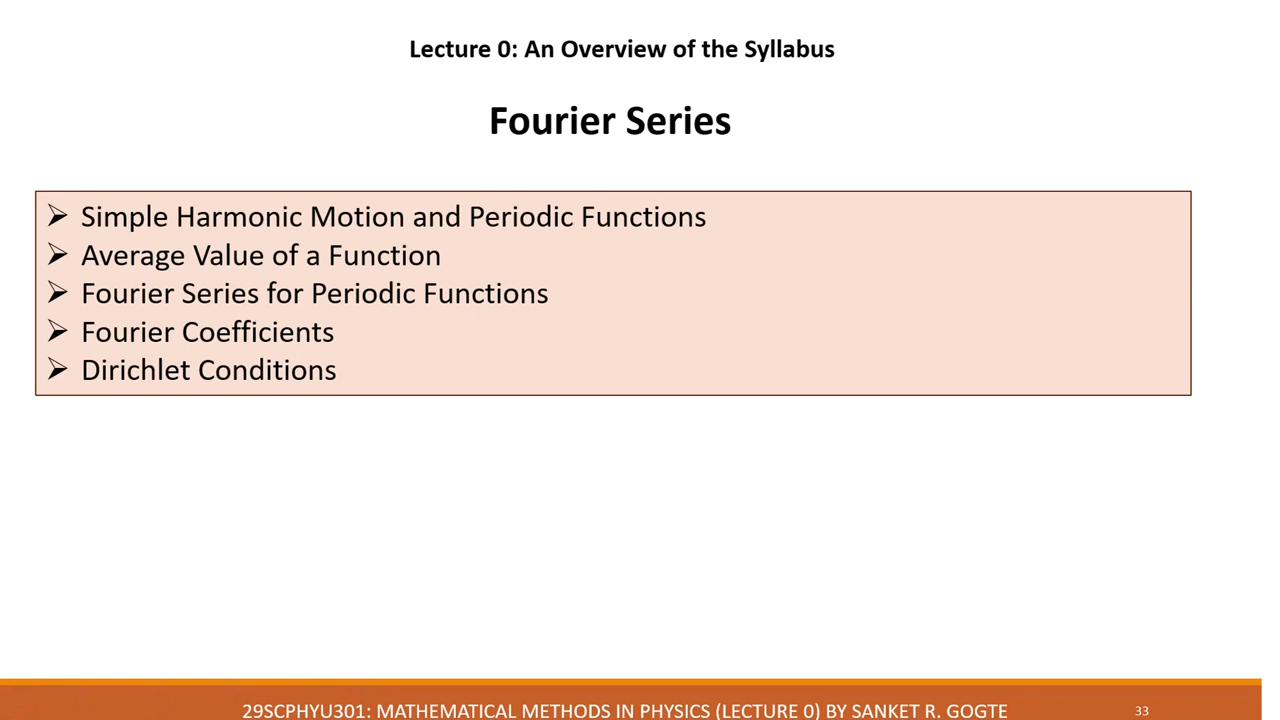 Lecture 0: An Overview of the Syllabus
Fourier Series
➢ Simple Harmonic Motion and Periodic Functions
➢ Average Value of a Function
➢ Fourier Series for Periodic Functions
➢ Fourier Coefficients
➢ Dirichlet Conditions
29SCPHYU301: MATHEMATICAL METHODS IN PHYSICS (LECTURE 0) BY SANKET R. GOGTE 33